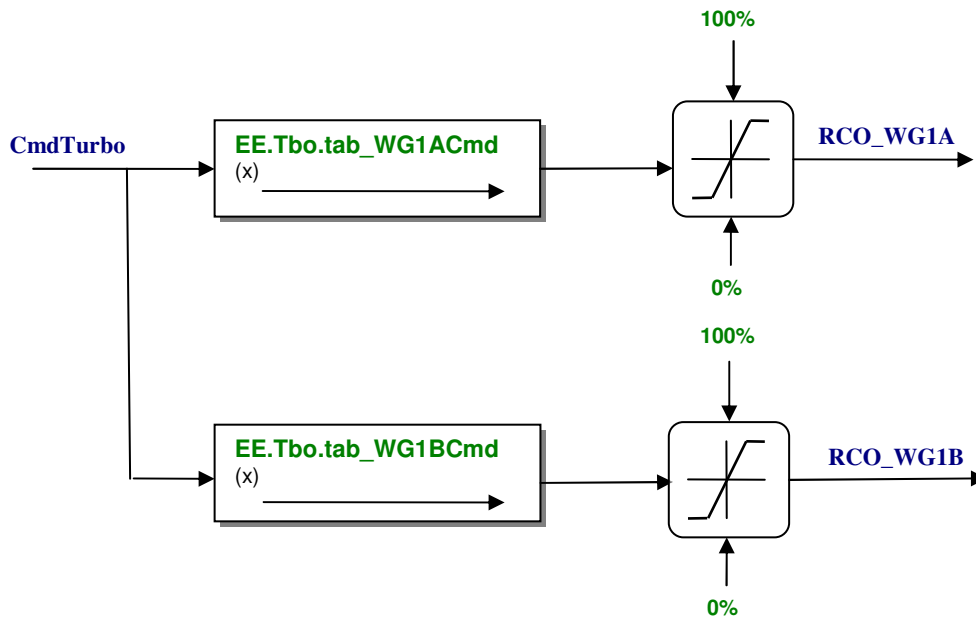 100%
CmdTurbo
EE.Tbo.tab_WG1ACmd
(x)
RCO_WG1A
0%
100%
EE.Tbo.tab_WG1BCmd
(x)
RCO_WG1B
0%